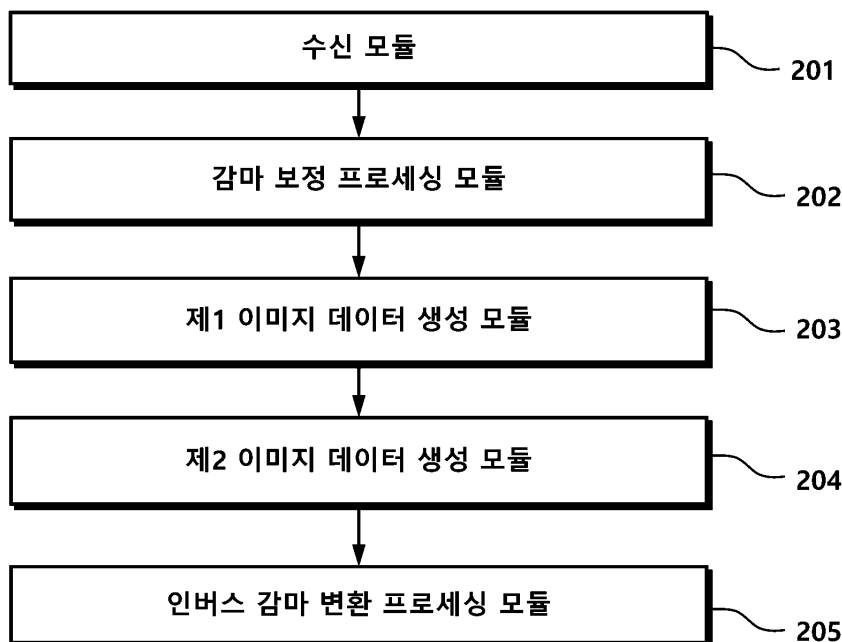 수신 모듈
201
감마 보정 프로세싱 모듈
202
제1 이미지 데이터 생성 모듈
203
제2 이미지 데이터 생성 모듈
204
인버스 감마 변환 프로세싱 모듈
205